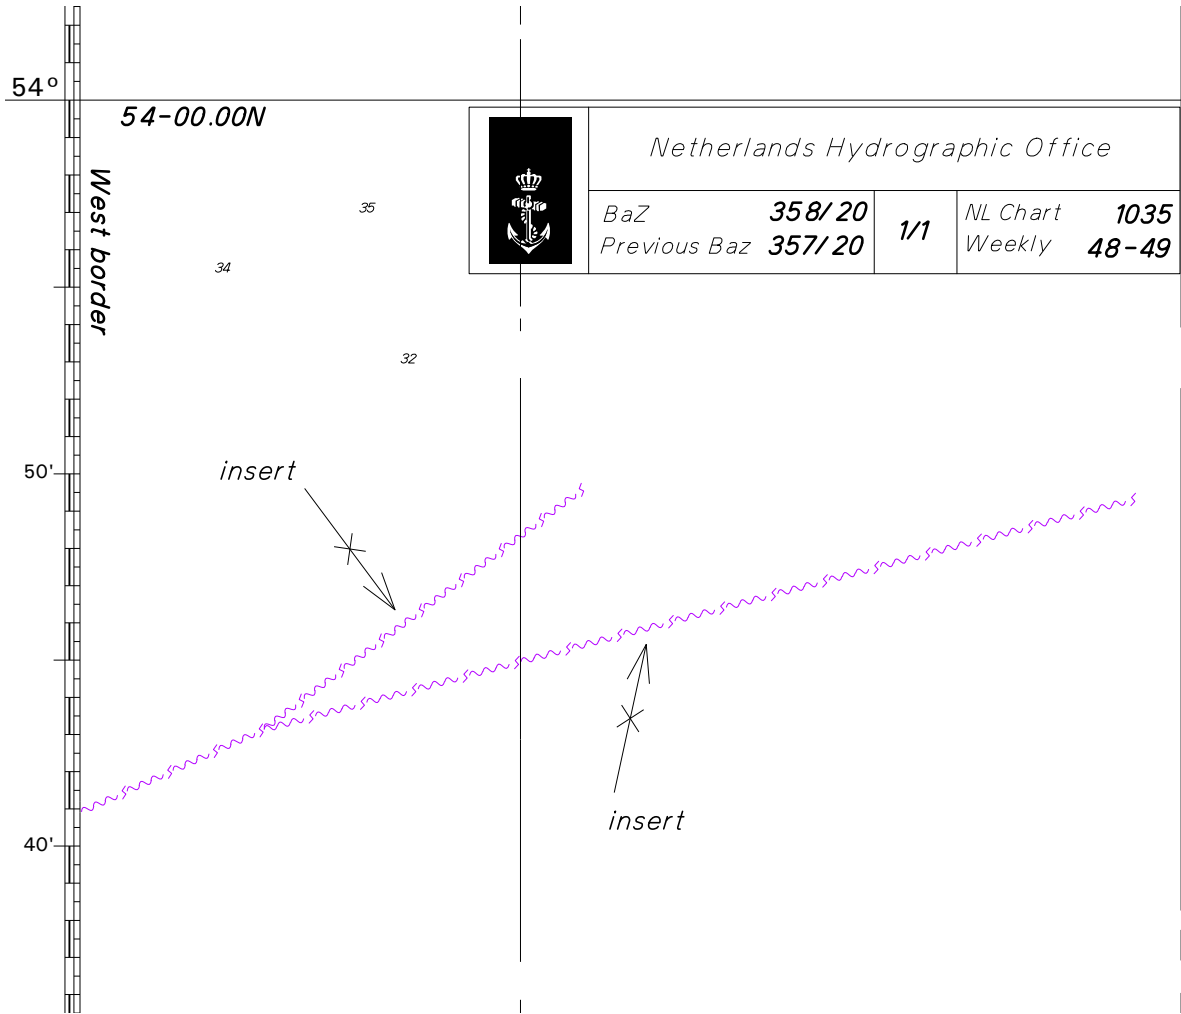 54°
54-00.00N
West border
35
34
32
Netherlands Hydrographic Office
BaZ 358/20
Previous Baz 357/20
1/1
NL Chart 1035
Weekly 48-49
50'
insert
insert
40'